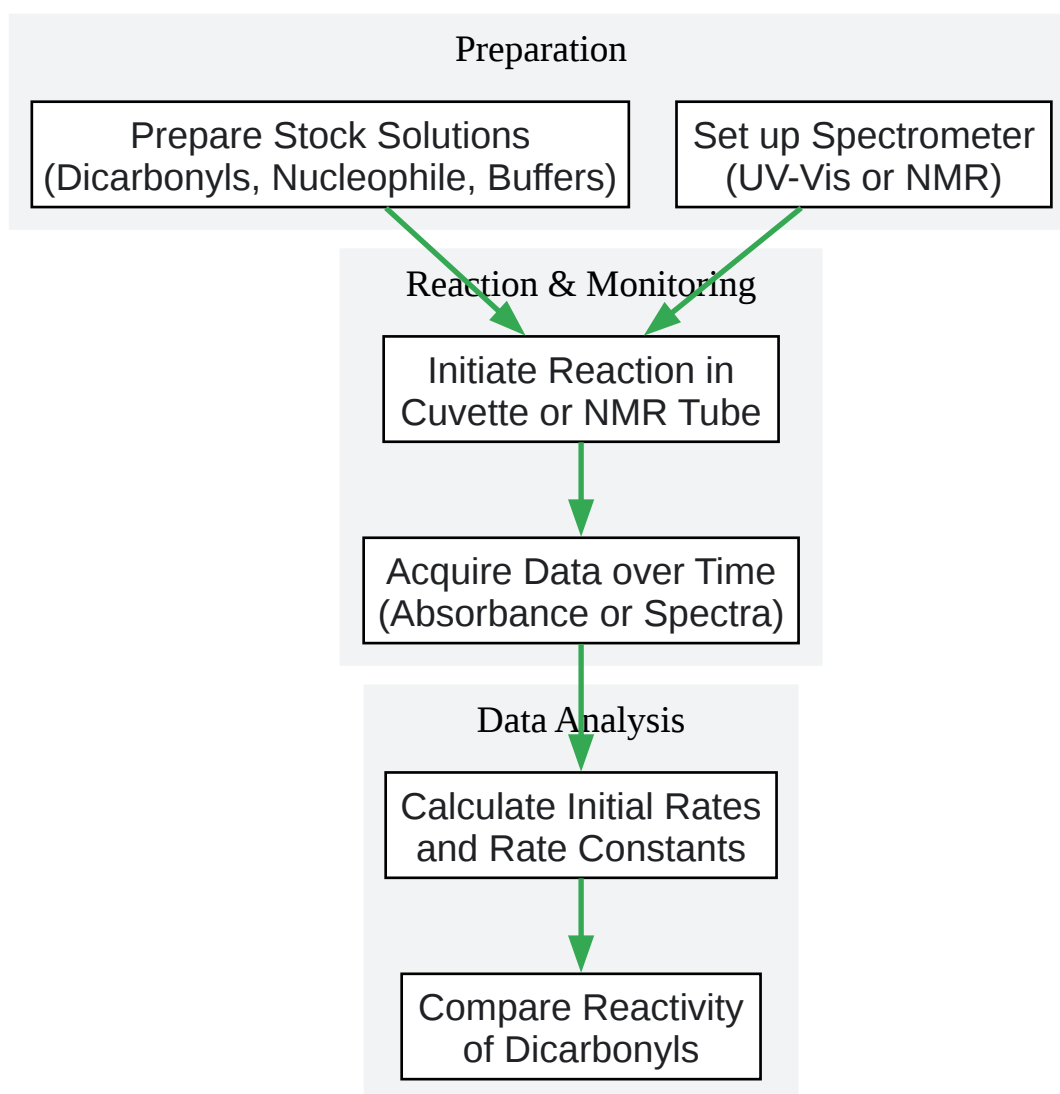 Preparation
Prepare Stock Solutions
(Dicarbonyls, Nucleophile, Buffers)
Set up Spectrometer
(UV-Vis or NMR)
Reaction & Monitoring
Initiate Reaction in
Cuvette or NMR Tube
Acquire Data over Time
(Absorbance or Spectra)
Data Analysis
Calculate Initial Rates
and Rate Constants
Compare Reactivity
of Dicarbonyls